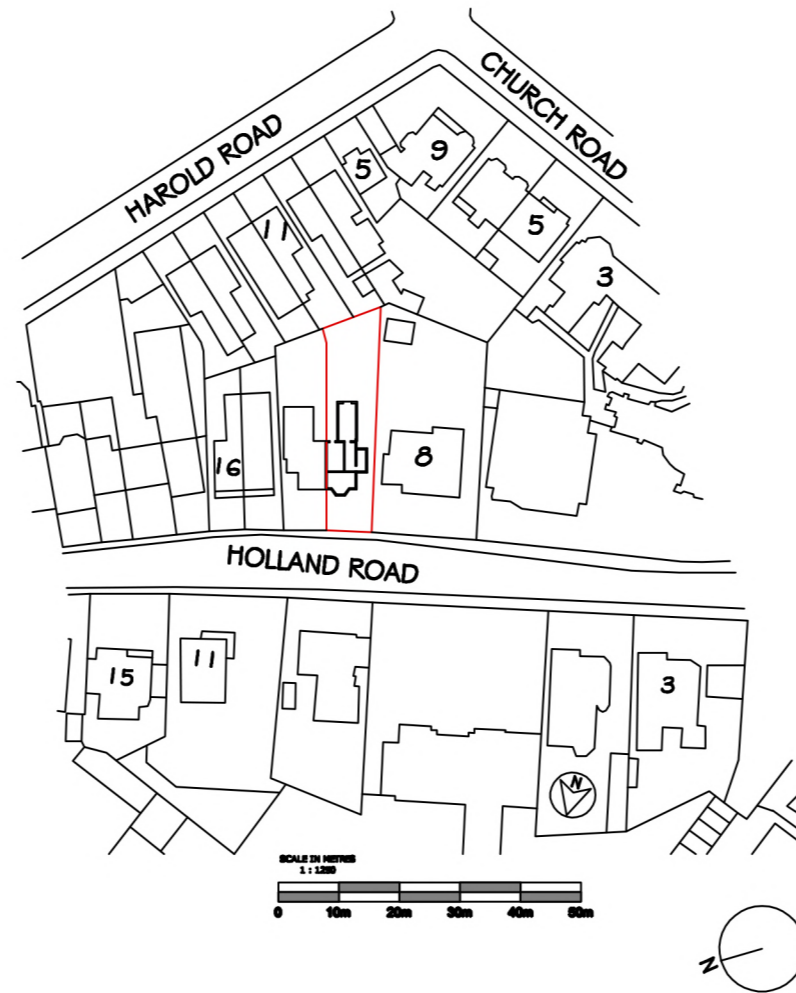 CHURCH ROAD
HAROLD ROAD
9
5
5
11
3
16
8
HOLLAND ROAD
15
11
3
N
SCALE IN METRES
1 : 1250
0 10m 20m 30m 40m 50m
N